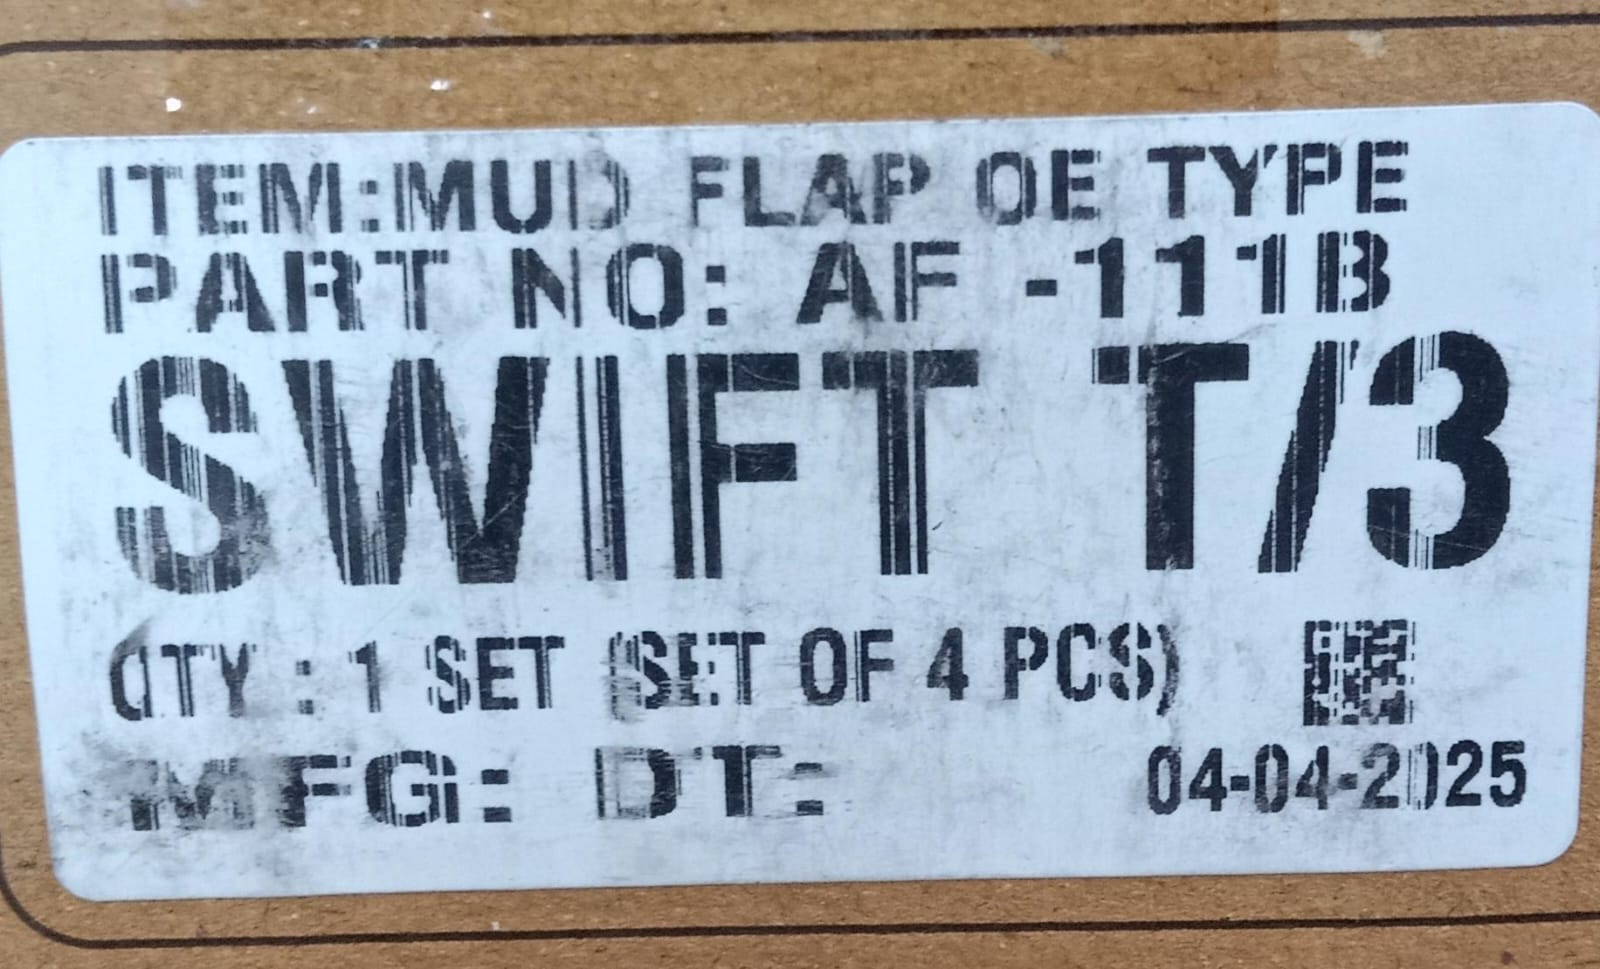 ITEM:MUD FLAP OE TYPE
PART NO: AF -111B
SWIFT T/3
QTY : 1 SET (SET OF 4 PCS)
MFG: DT: 04-04-2025